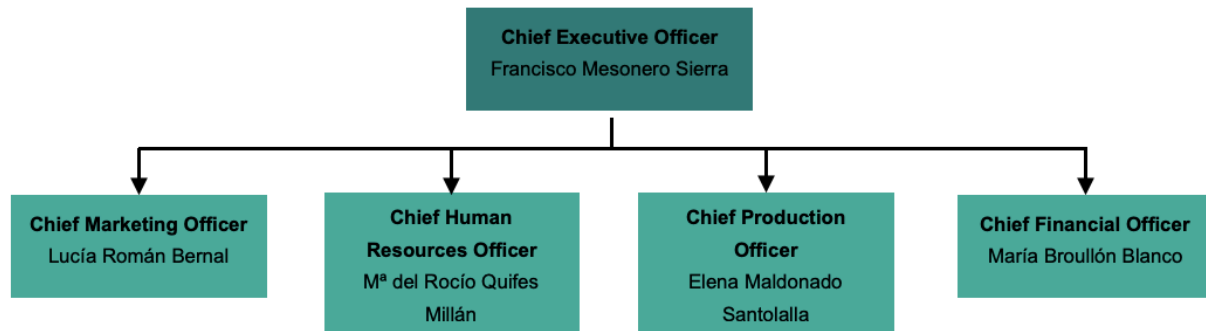 Chief Executive Officer
Francisco Mesonero Sierra
Chief Marketing Officer
Lucía Román Bernal
Chief Human
Resources Officer
Mª del Rocío Quifes
Millán
Chief Production
Officer
Elena Maldonado
Santolalla
Chief Financial Officer
María Broullón Blanco